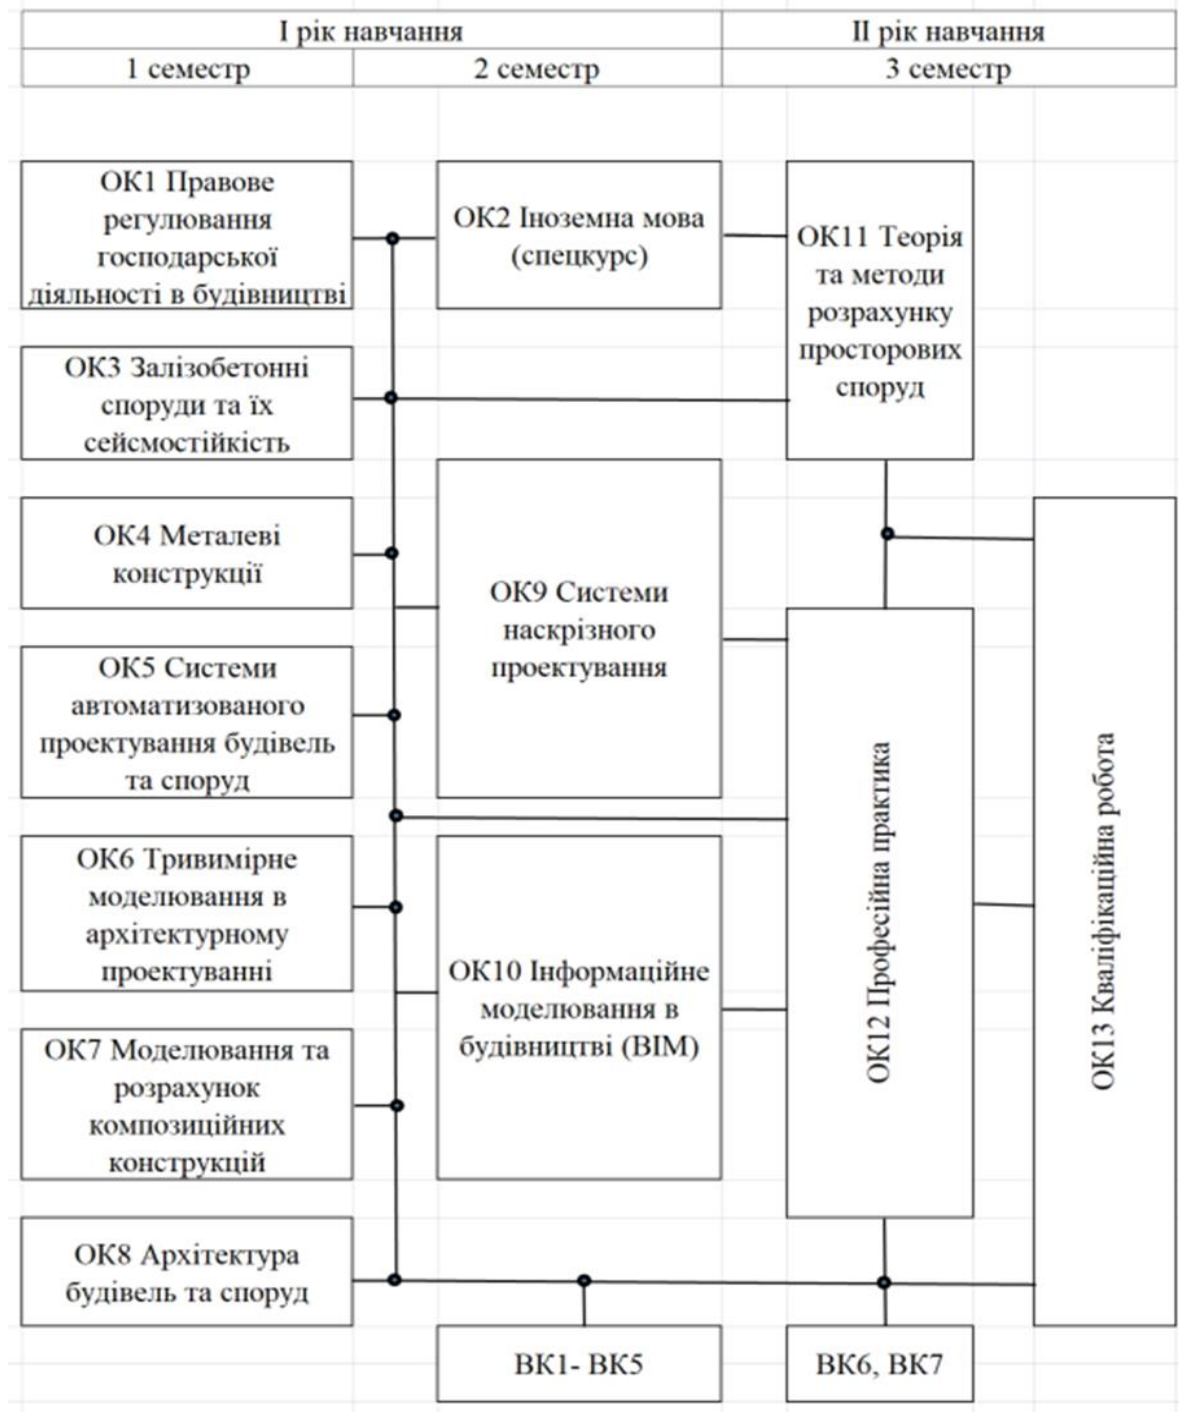 І рік навчання
ІІ рік навчання
1 семестр
2 семестр
3 семестр
ОК1 Правове
регулювання
господарської
діяльності в будівництві
ОК2 Іноземна мова
(спецкурс)
ОК11 Теорія
та методи
розрахунку
просторових
споруд
ОК3 Залізобетонні
споруди та їх
сейсмостійкість
ОК4 Металеві
конструкції
ОК9 Системи
наскрізного
проектування
ОК5 Системи
автоматизованого
проектування будівель
та споруд
ОК6 Тривимірне
моделювання в
архітектурному
проектуванні
ОК10 Інформаційне
моделювання в
будівництві (BIM)
ОК12 Професійна практика
ОК13 Кваліфікаційна робота
ОК7 Моделювання та
розрахунок
композиційних
конструкцій
ОК8 Архітектура
будівель та споруд
ВК1- ВК5
ВК6, ВК7